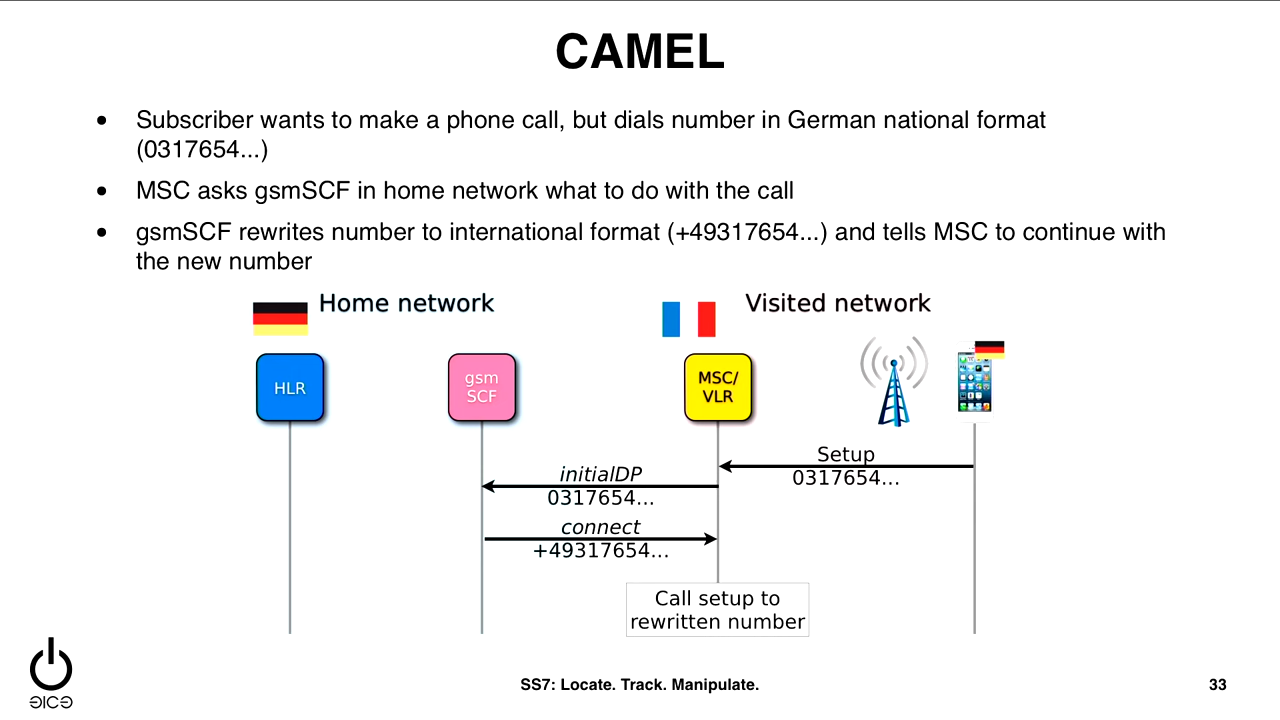 CAMEL
• Subscriber wants to make a phone call, but dials number in German national format
(0317654...)
• MSC asks gsmSCF in home network what to do with the call
• gsmSCF rewrites number to international format (+49317654...) and tells MSC to continue with
the new number
Home network
Visited network
HLR
gsm
SCF
MSC/
VLR
Setup
0317654...
initialDP
0317654...
connect
+49317654...
Call setup to
rewritten number
SS7: Locate. Track. Manipulate.
33